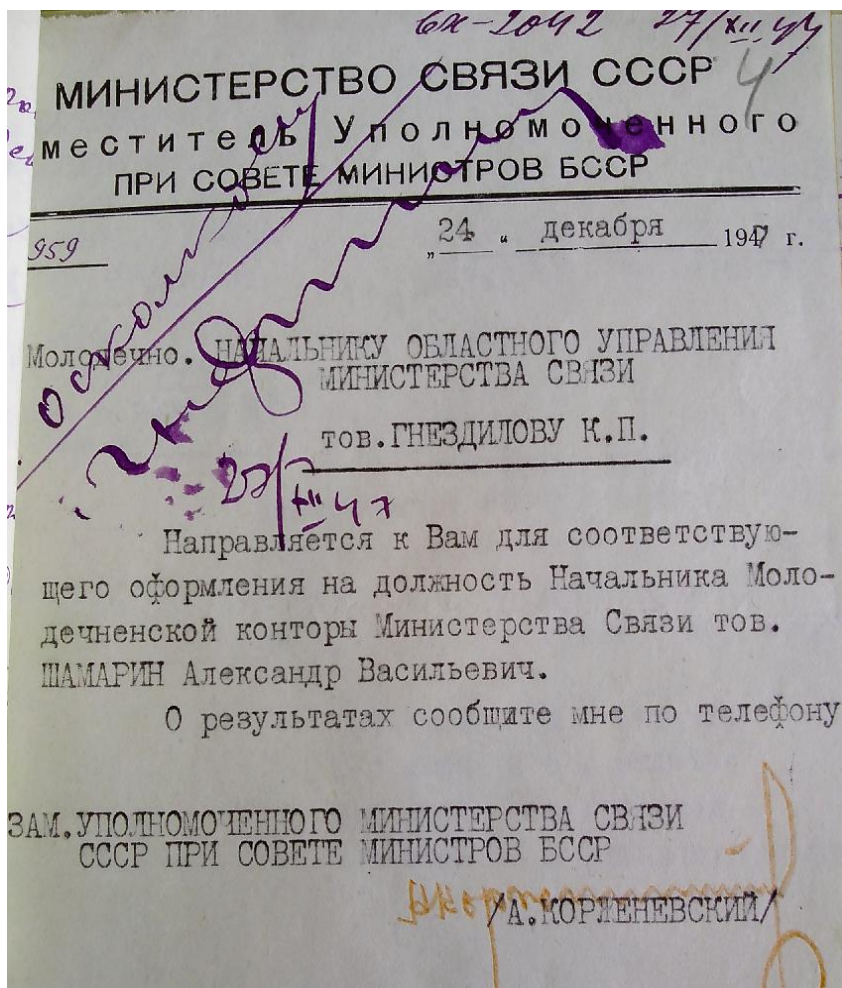 вх-2042 27/XII 47
4
МИНИСТЕРСТВО СВЯЗИ СССР
меститель Уполномоченного
ПРИ СОВЕТЕ МИНИСТРОВ БССР
959
„24 „ декабря 1947 г.
Молодечно. НАЧАЛЬНИКУ ОБЛАСТНОГО УПРАВЛЕНИЯ
МИНИСТЕРСТВА СВЯЗИ
тов.ГНЕЗДИЛОВУ К.П.
27/XII 47
Направляется к Вам для соответствую-
щего оформления на должность Начальника Моло-
дечненской конторы Министерства Связи тов.
ШАМАРИН Александр Васильевич.
О результатах сообщите мне по телефону
ЗАМ.УПОЛНОМОЧЕННОГО МИНИСТЕРСТВА СВЯЗИ
СССР ПРИ СОВЕТЕ МИНИСТРОВ БССР
/А.КОРЖЕНЕВСКИЙ/